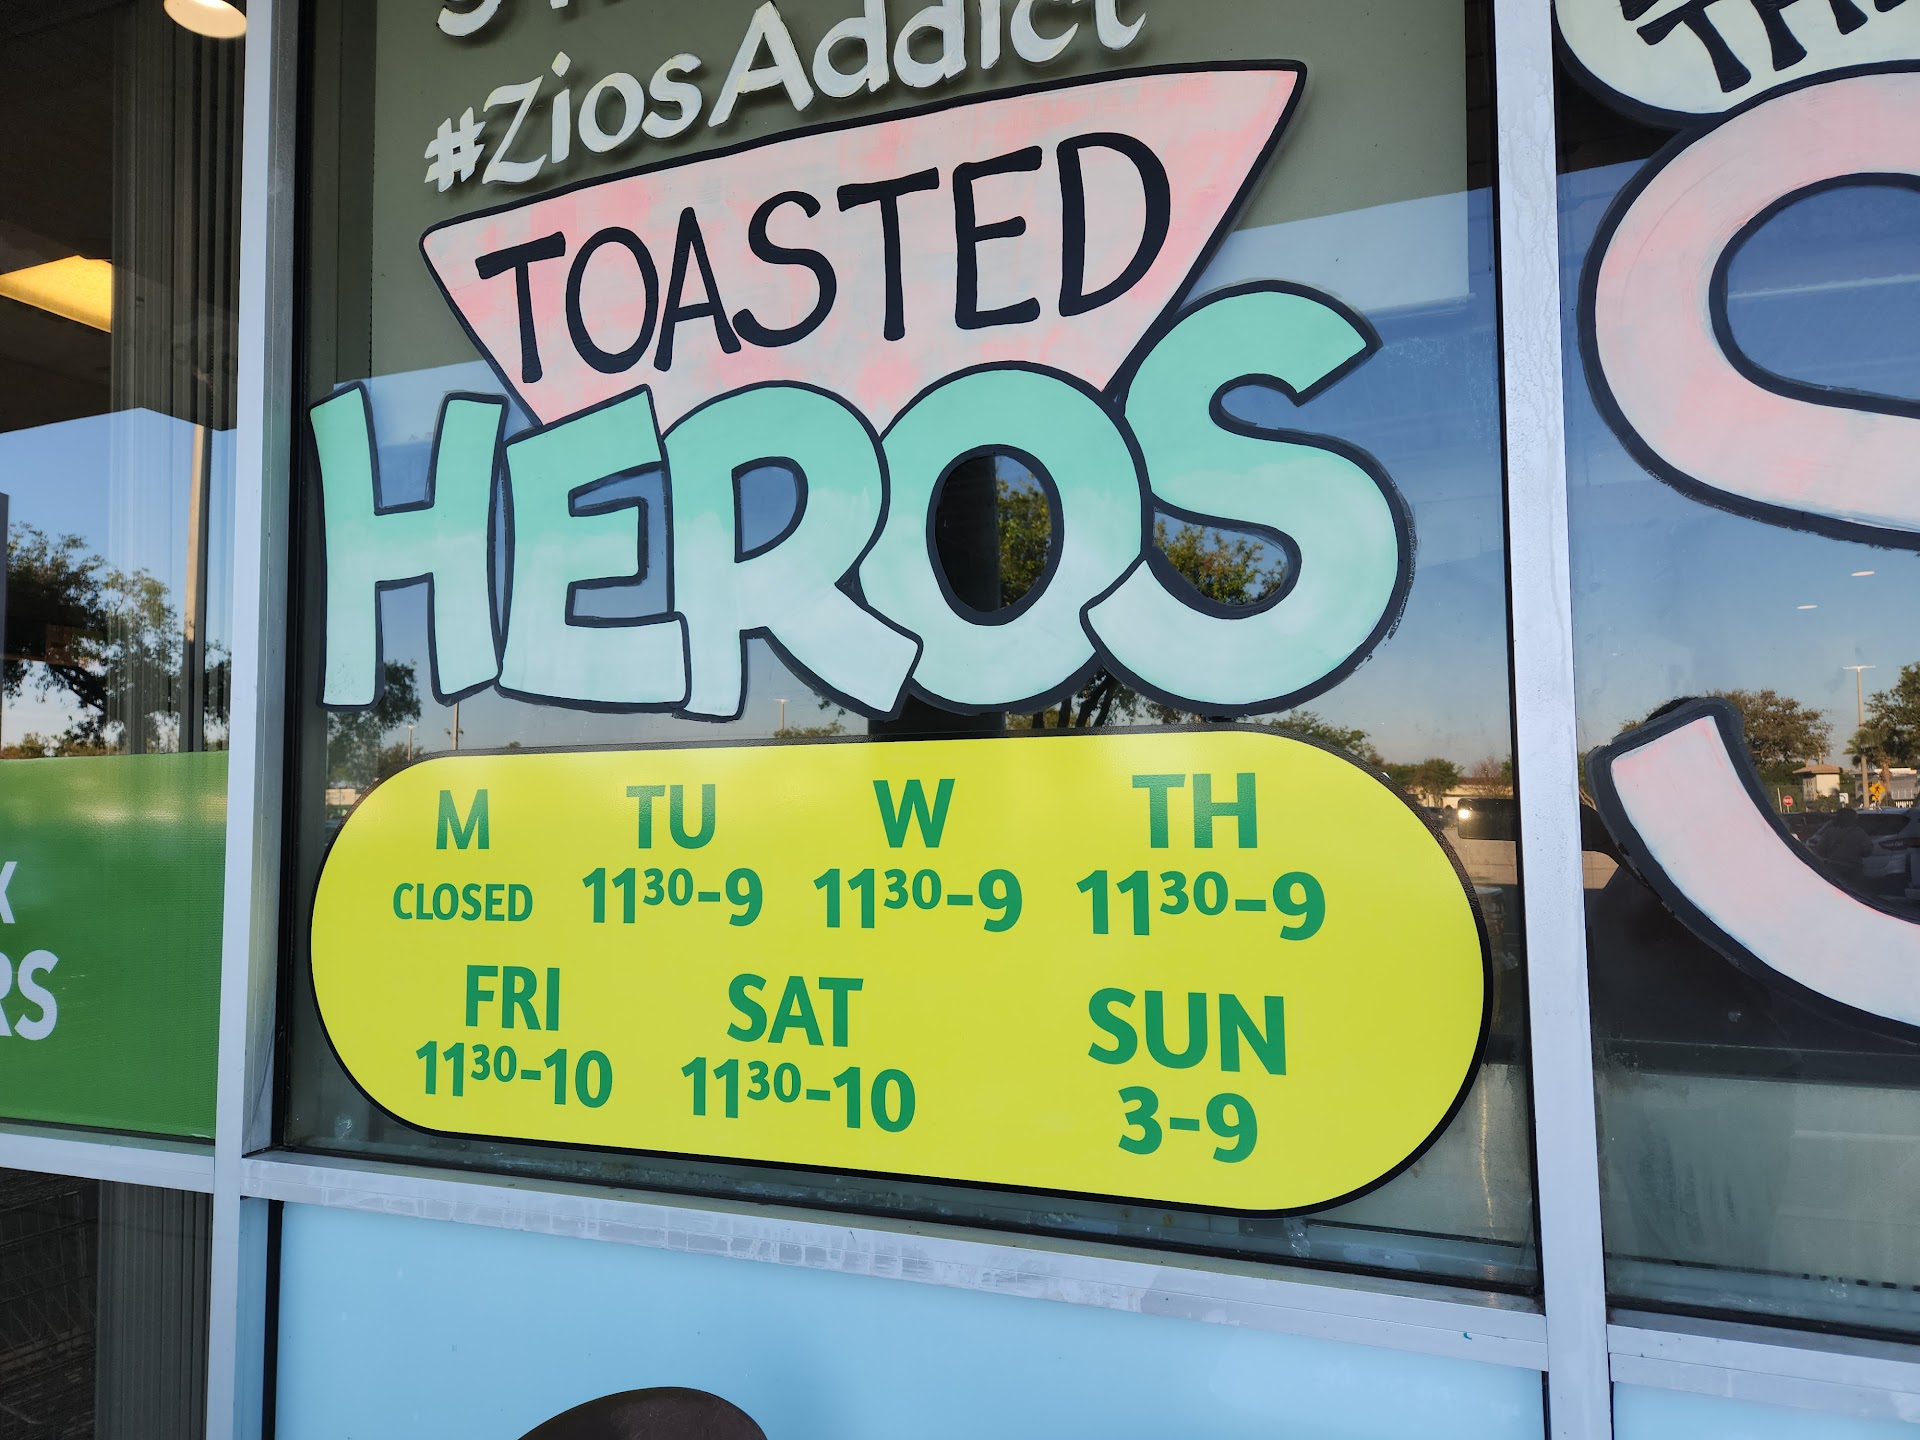 #ZiosAddict
TOASTED
HEROS
M TU W TH
CLOSED 11³⁰-9 11³⁰-9 11³⁰-9
FRI SAT SUN
11³⁰-10 11³⁰-10 3-9
RS